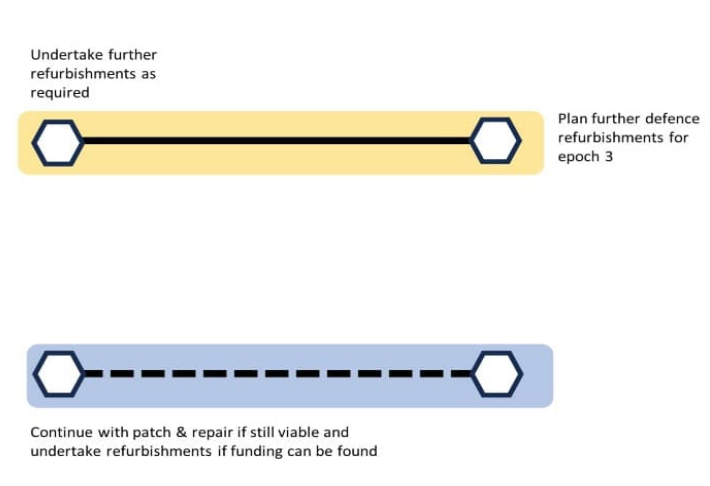 Undertake further
refurbishments as
required
Plan further defence
refurbishments for
epoch 3
Continue with patch & repair if still viable and
undertake refurbishments if funding can be found